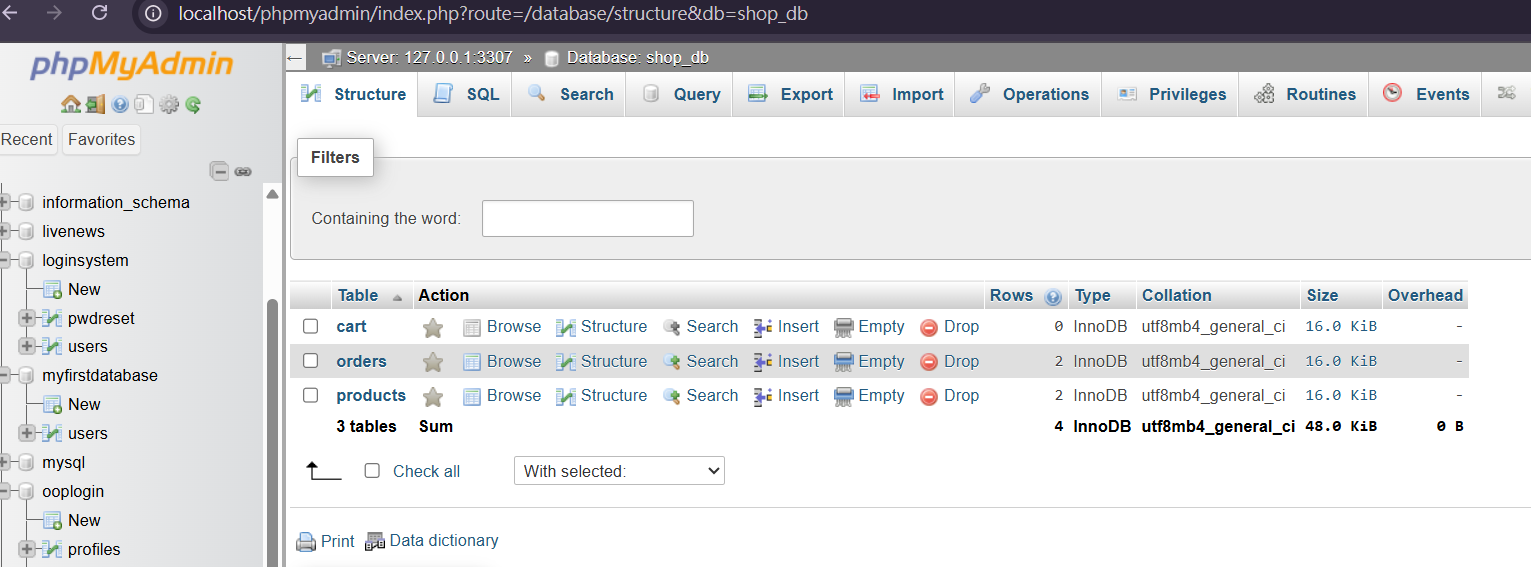 localhost/phpmyadmin/index.php?route=/database/structure&db=shop_db
phpMyAdmin
Recent Favorites
information_schema
livenews
loginsystem
New
pwdreset
users
myfirstdatabase
New
users
mysql
ooplogin
New
profiles
Server: 127.0.0.1:3307 » Database: shop_db
Structure SQL Search Query Export Import Operations Privileges Routines Events
Filters
Containing the word:
Table Action Rows Type Collation Size Overhead
cart Browse Structure Search Insert Empty Drop 0 InnoDB utf8mb4_general_ci 16.0 KiB -
orders Browse Structure Search Insert Empty Drop 2 InnoDB utf8mb4_general_ci 16.0 KiB -
products Browse Structure Search Insert Empty Drop 2 InnoDB utf8mb4_general_ci 16.0 KiB -
3 tables Sum 4 InnoDB utf8mb4_general_ci 48.0 KiB 0 B
Check all With selected:
Print Data dictionary